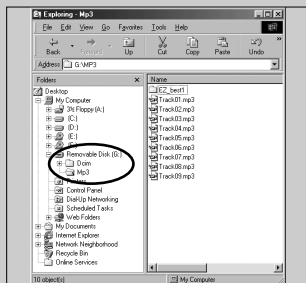 Exploring - Mp3
File Edit View Go Favorites Tools Help
Back Forward Up Cut Copy Paste Undo
Address G:\MP3
Folders
Name
Desktop
My Computer
3½ Floppy (A:)
(C:)
(D:)
(E:)
Removable Disk (G:)
Dcim
Mp3
Printers
Control Panel
Dial-Up Networking
Scheduled Tasks
Web Folders
My Documents
Internet Explorer
Network Neighborhood
Recycle Bin
Online Services
EZ_best1
Track01.mp3
Track02.mp3
Track03.mp3
Track04.mp3
Track05.mp3
Track06.mp3
Track07.mp3
Track08.mp3
Track09.mp3
10 object(s)
My Computer